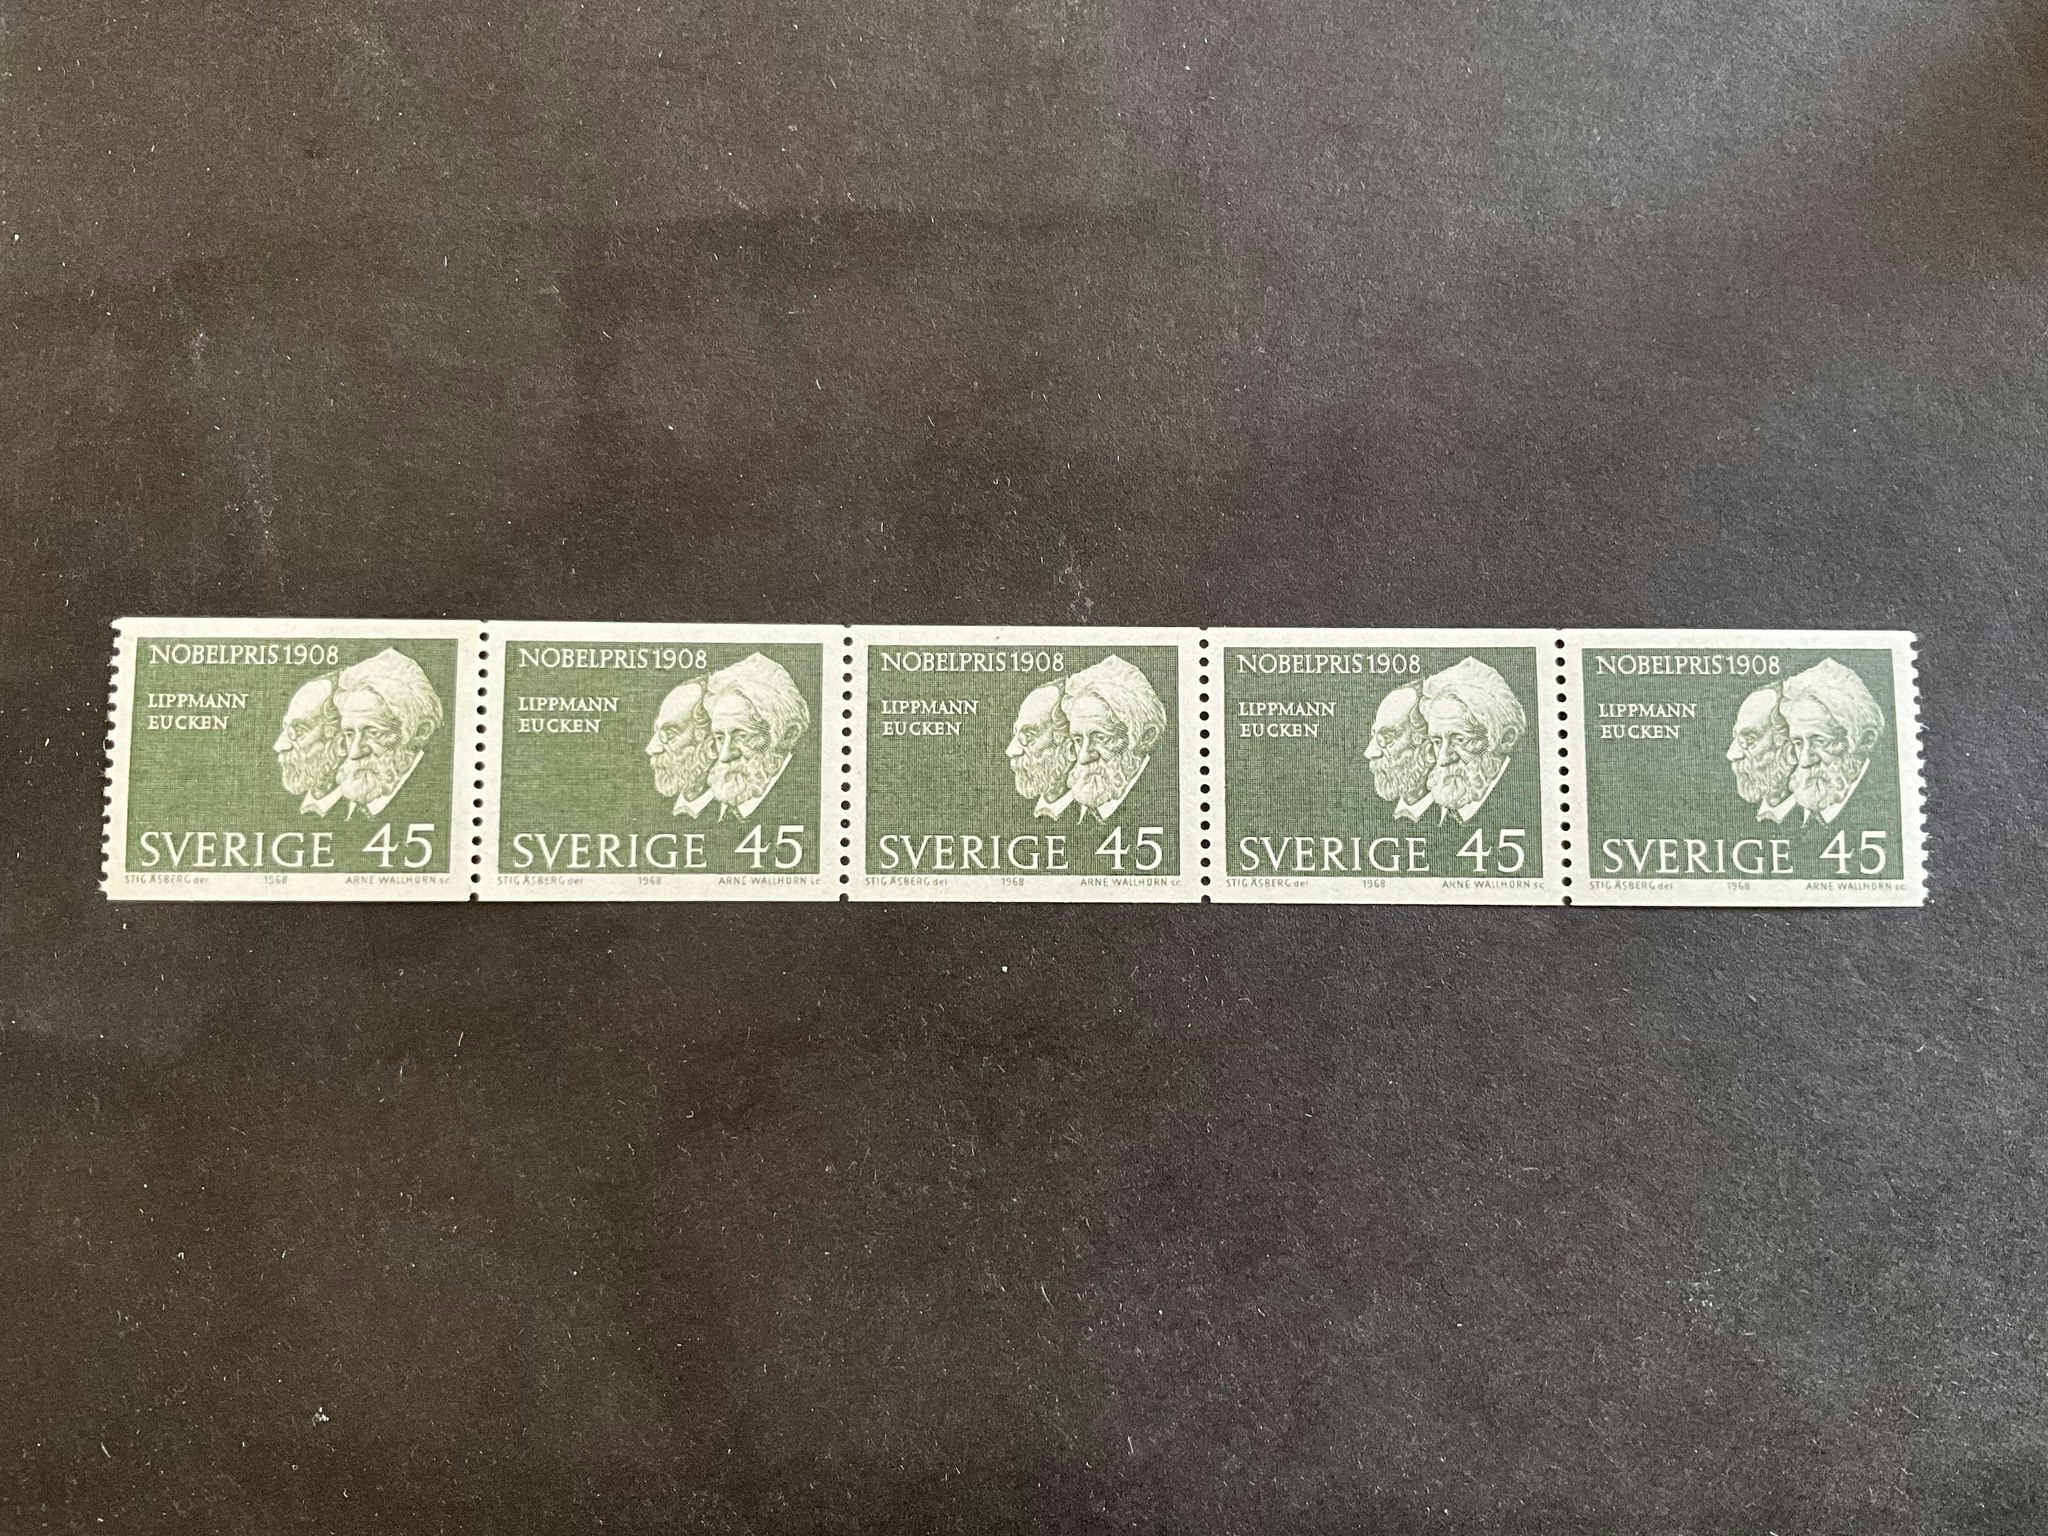 NOBELPRIS 1908
LIPPMANN
EUCKEN
SVERIGE 45
STIG ÅSBERG del 1968 ARNE WALLHORN sc
NOBELPRIS 1908
LIPPMANN
EUCKEN
SVERIGE 45
STIG ÅSBERG del 1968 ARNE WALLHORN sc
NOBELPRIS 1908
LIPPMANN
EUCKEN
SVERIGE 45
STIG ÅSBERG del 1968 ARNE WALLHORN sc
NOBELPRIS 1908
LIPPMANN
EUCKEN
SVERIGE 45
STIG ÅSBERG del 1968 ARNE WALLHORN sc
NOBELPRIS 1908
LIPPMANN
EUCKEN
SVERIGE 45
STIG ÅSBERG del 1968 ARNE WALLHORN sc